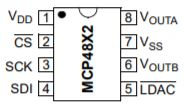 VDD 1 8 VOUTA
CS 2 7 VSS
SCK 3 6 VOUTB
SDI 4 5 LDAC
MCP48X2